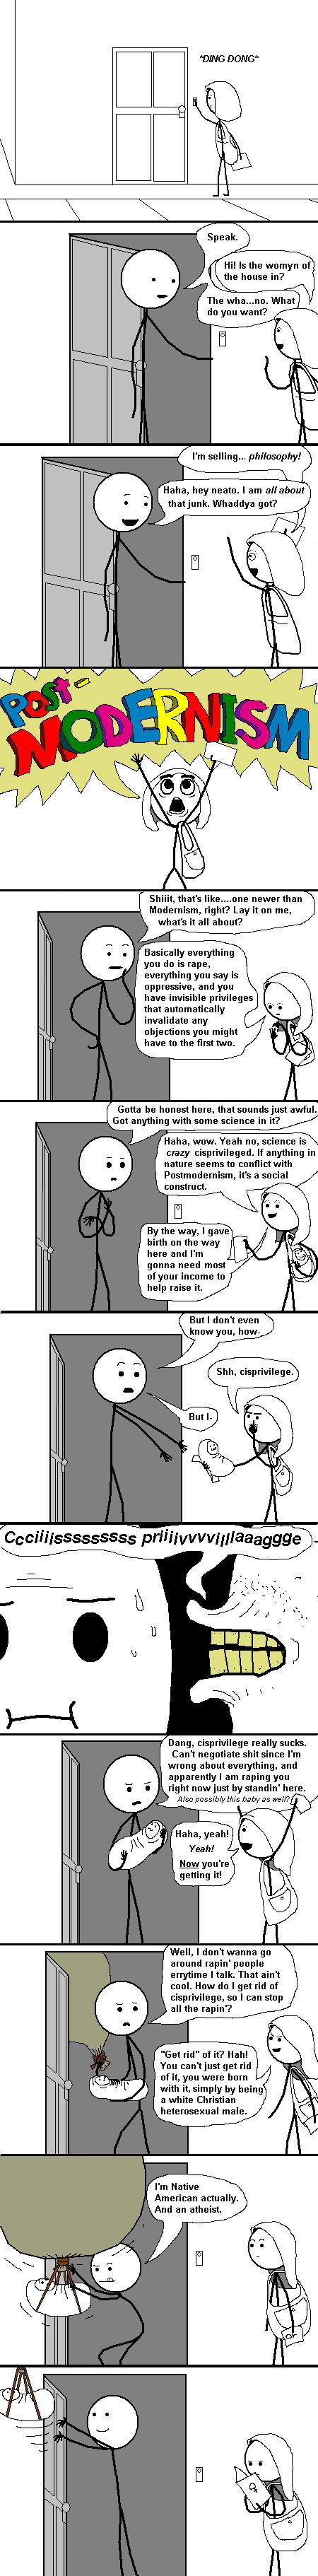 *DING DONG*
Speak.
Hi! Is the womyn of
the house in?
The wha...no. What
do you want?
I'm selling... philosophy!
Haha, hey neato. I am all about
that junk. Whaddya got?
Post-
MODERNISM
Shiiit, that's like....one newer than
Modernism, right? Lay it on me,
what's it all about?
Basically everything
you do is rape,
everything you say is
oppressive, and you
have invisible privileges
that automatically
invalidate any
objections you might
have to the first two.
Gotta be honest here, that sounds just awful.
Got anything with some science in it?
Haha, wow. Yeah no, science is
crazy cisprivileged. If anything in
nature seems to conflict with
Postmodernism, it's a social
construct.
By the way, I gave
birth on the way
here and I'm
gonna need most
of your income to
help raise it.
But I don't even
know you, how-
Shh, cisprivilege.
But I-
Ccciiiisssssssss priiiivvvvilllaaaggge
Dang, cisprivilege really sucks.
Can't negotiate shit since I'm
wrong about everything, and
apparently I am raping you
right now just by standin' here.
Also possibly this baby as well?
Haha, yeah!
Yeah!
Now you're
getting it!
Well, I don't wanna go
around rapin' people
errytime I talk. That ain't
cool. How do I get rid of
cisprivilege, so I can stop
all the rapin'?
"Get rid" of it? Hah!
You can't just get rid
of it, you were born
with it, simply by being
a white Christian
heterosexual male.
I'm Native
American actually.
And an atheist.